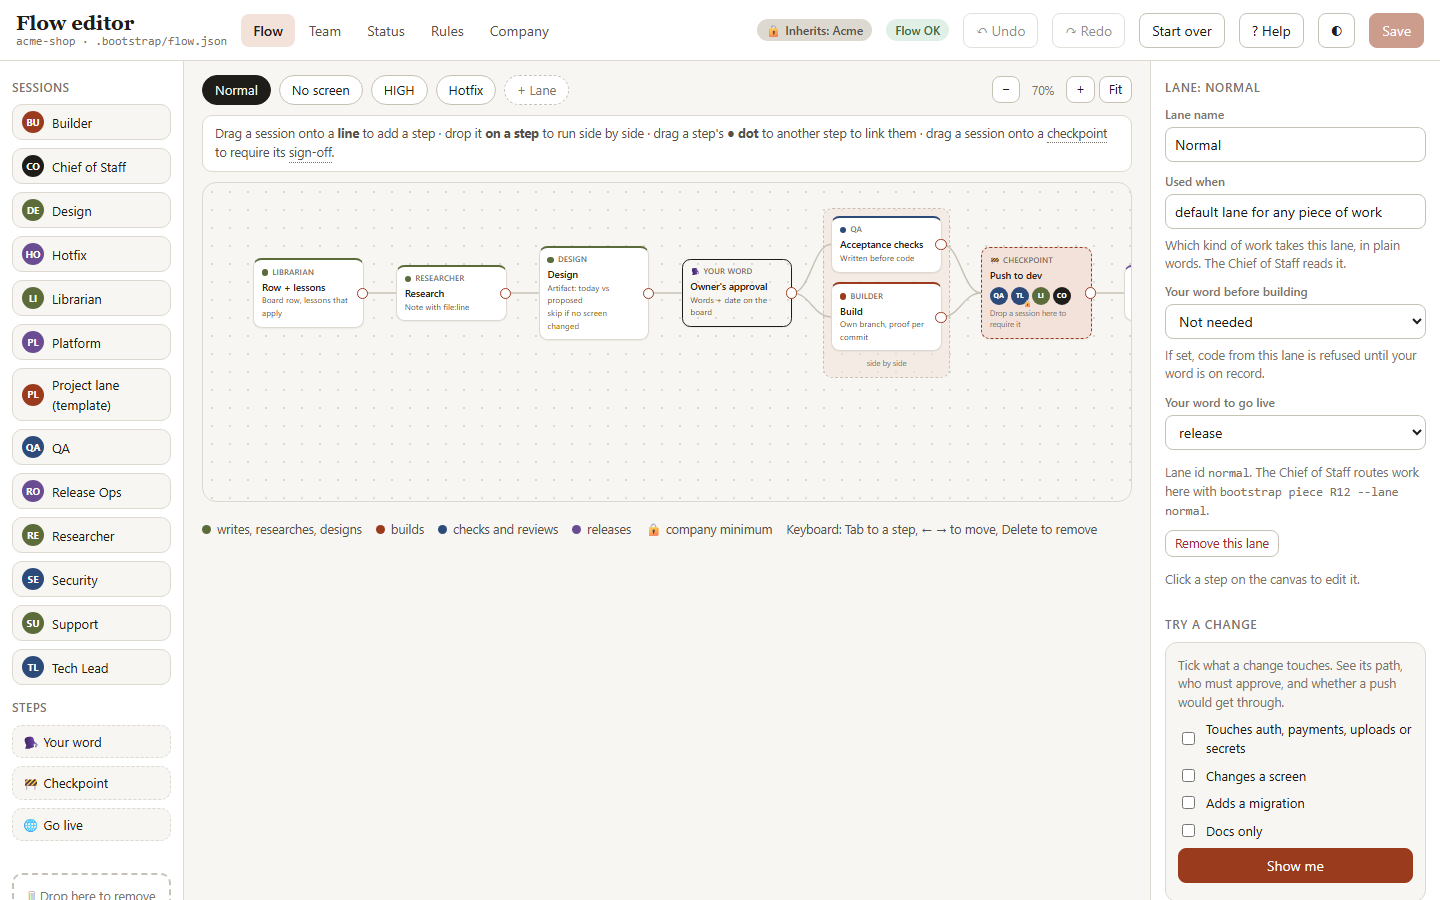 Flow editor
acme-shop · .bootstrap/flow.json
Flow
Team
Status
Rules
Company
Inherits: Acme
Flow OK
Undo
Redo
Start over
? Help
Save
SESSIONS
BU Builder
CO Chief of Staff
DE Design
HO Hotfix
LI Librarian
PL Platform
PL Project lane
(template)
QA QA
RO Release Ops
RE Researcher
SE Security
SU Support
TL Tech Lead
STEPS
Your word
Checkpoint
Go live
Drop here to remove
Normal
No screen
HIGH
Hotfix
+ Lane
− 70% + Fit
Drag a session onto a line to add a step · drop it on a step to run side by side · drag a step's ● dot to another step to link them · drag a session onto a checkpoint
to require its sign-off.
LIBRARIAN
Row + lessons
Board row, lessons that
apply
RESEARCHER
Research
Note with file:line
DESIGN
Design
Artifact: today vs
proposed
skip if no screen
changed
YOUR WORD
Owner's approval
Words + date on the
board
QA
Acceptance checks
Written before code
BUILDER
Build
Own branch, proof per
commit
side by side
CHECKPOINT
Push to dev
QA TL LI CO
Drop a session here to
require it
writes, researches, designs
builds
checks and reviews
releases
company minimum
Keyboard: Tab to a step, ← → to move, Delete to remove
LANE: NORMAL
Lane name
Normal
Used when
default lane for any piece of work
Which kind of work takes this lane, in plain
words. The Chief of Staff reads it.
Your word before building
Not needed
If set, code from this lane is refused until your
word is on record.
Your word to go live
release
Lane id normal. The Chief of Staff routes work
here with bootstrap piece R12 --lane
normal.
Remove this lane
Click a step on the canvas to edit it.
TRY A CHANGE
Tick what a change touches. See its path,
who must approve, and whether a push
would get through.
Touches auth, payments, uploads or
secrets
Changes a screen
Adds a migration
Docs only
Show me